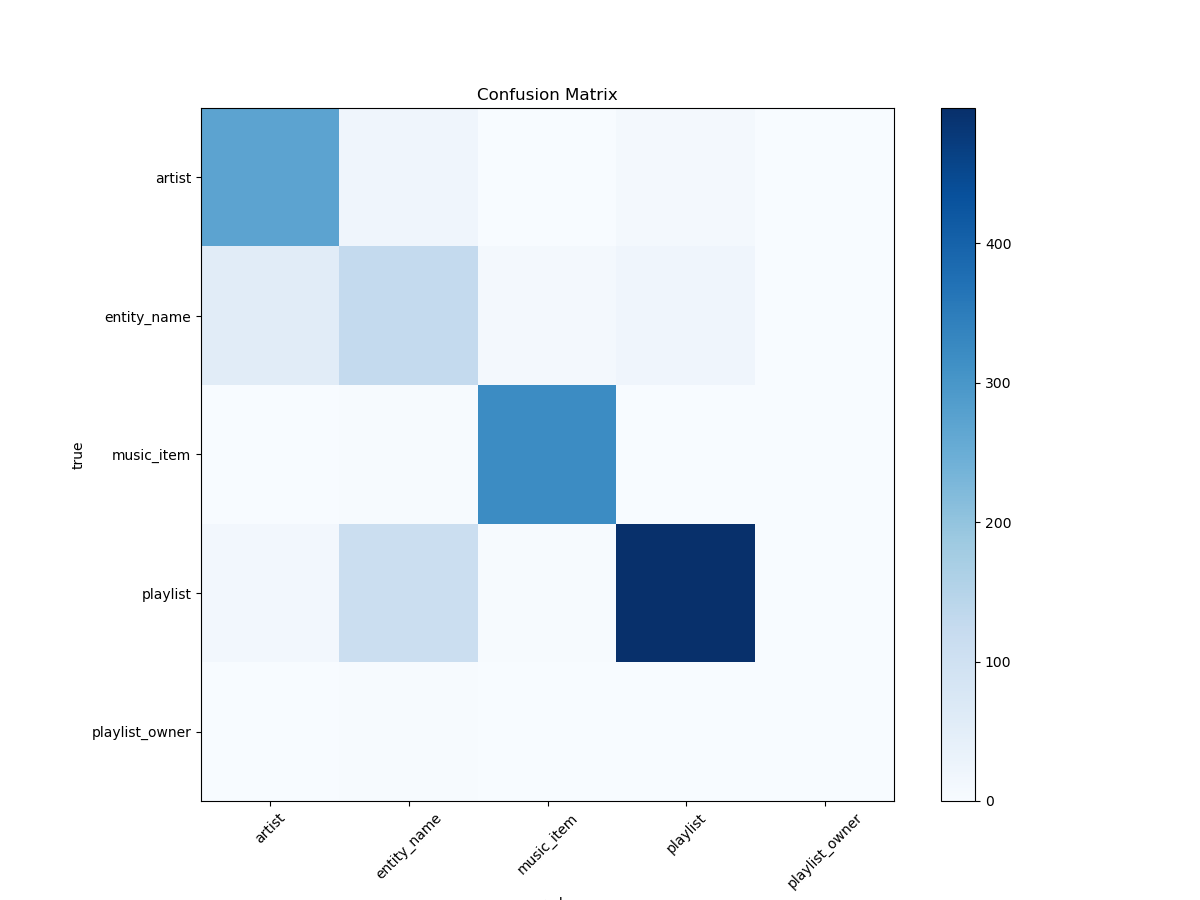 Confusion Matrix
artist
entity_name
music_item
playlist
playlist_owner
true
artist
entity_name
music_item
playlist
playlist_owner
400
300
200
100
0